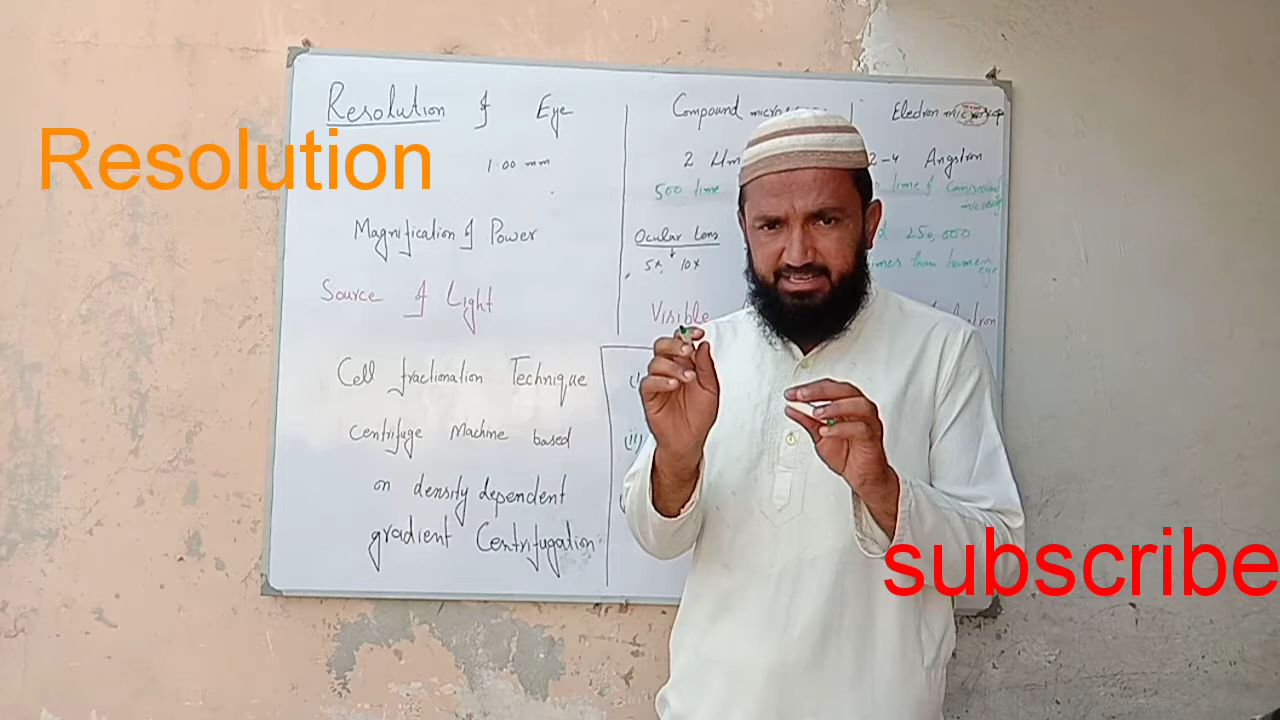 Resolution of Eye
1.00 mm
Magnification of Power
Source of Light
Cell fractionation Technique
Centrifuge Machine based
on density dependent
gradient Centrifugation
Compound
2
500 time
Ocular Lens
5x 10x
Visible
(ii)
Electron
2-4 Angstrom
time of Compound
250,000
times than human
eye
Resolution
subscribe